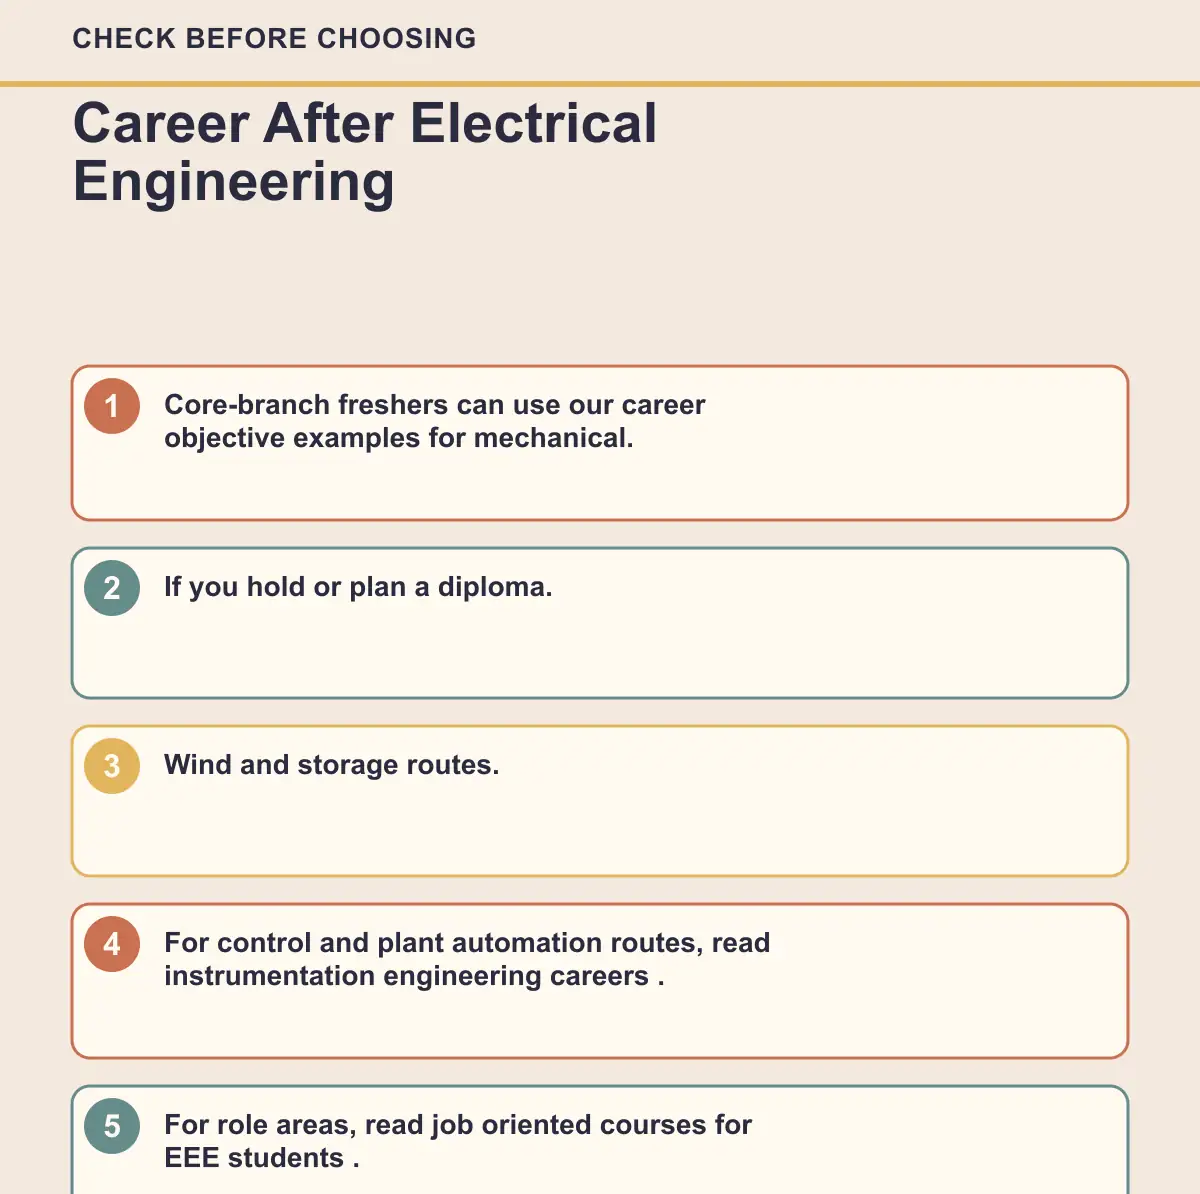 CHECK BEFORE CHOOSING
Career After Electrical
Engineering
1
Core-branch freshers can use our career
objective examples for mechanical.
2
If you hold or plan a diploma.
3
Wind and storage routes.
4
For control and plant automation routes, read
instrumentation engineering careers .
5
For role areas, read job oriented courses for
EEE students .